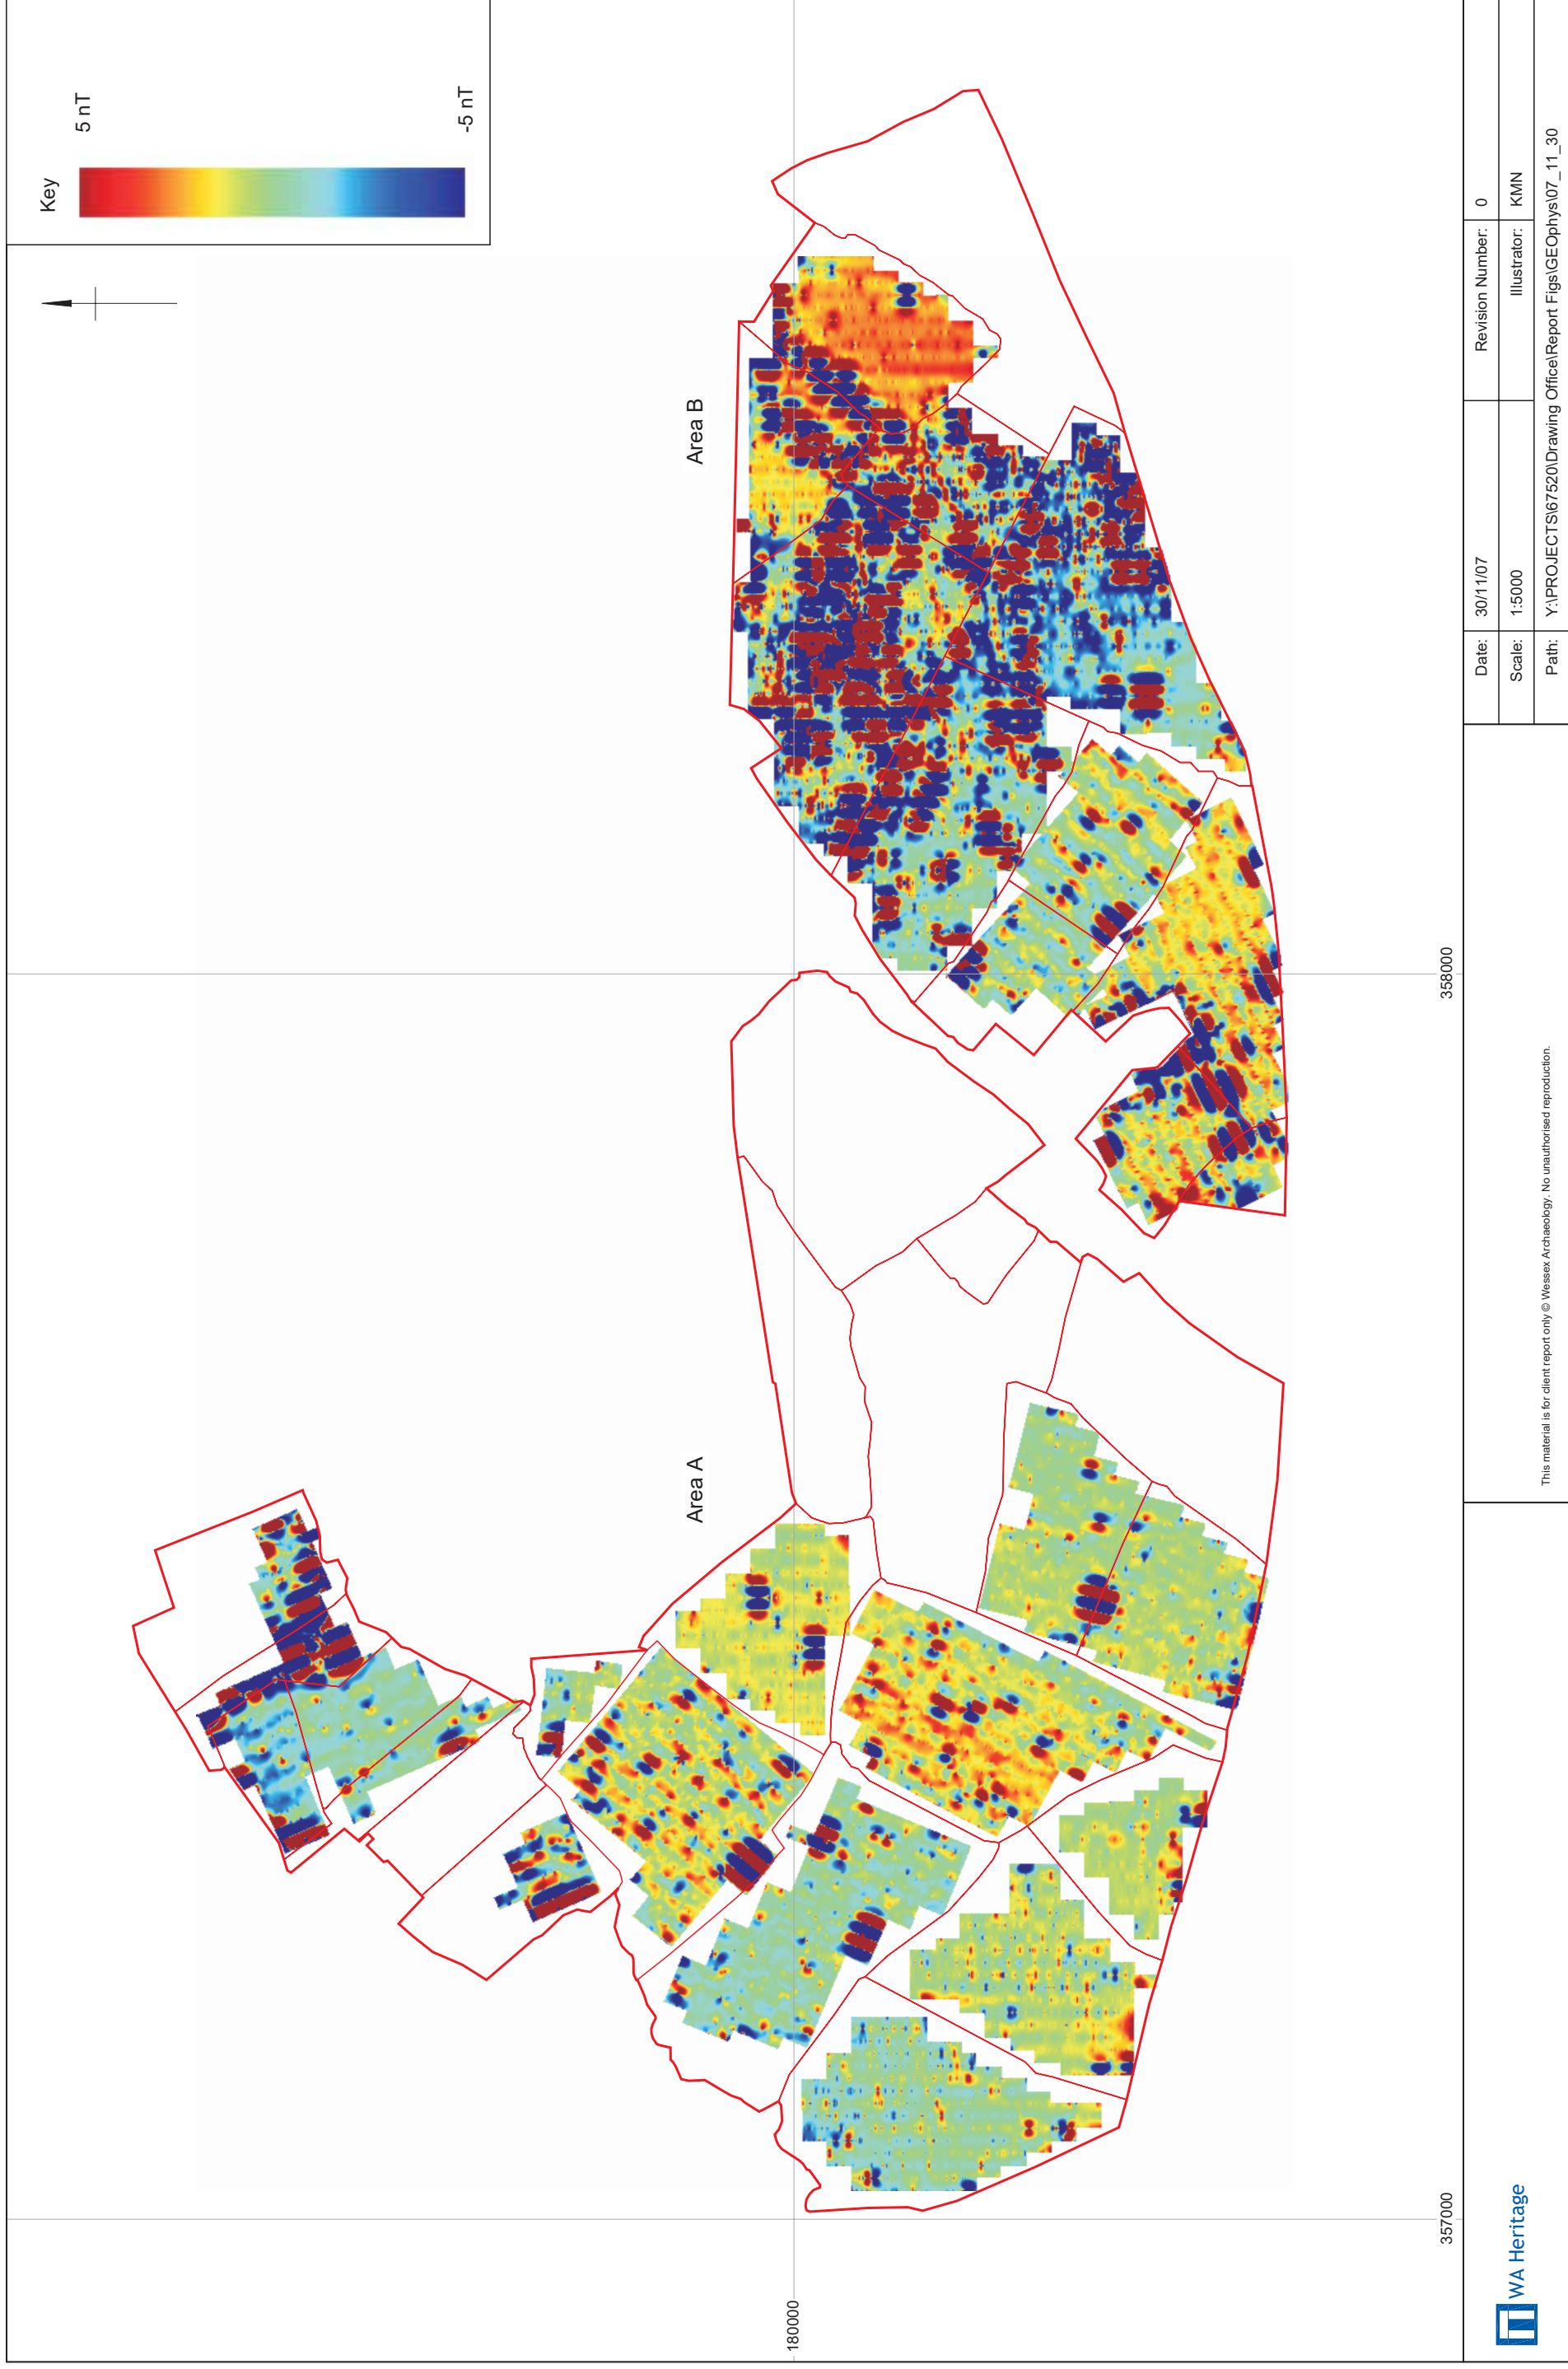 Key
5 nT
-5 nT
Area B
Area A
180000
357000
358000
WA Heritage
This material is for client report only © Wessex Archaeology. No unauthorised reproduction.
Date: 30/11/07 Revision Number: 0
Scale: 1:5000 Illustrator: KMN
Path: Y:\PROJECTS\67520\Drawing Office\Report Figs\GEOphys\07_11_30